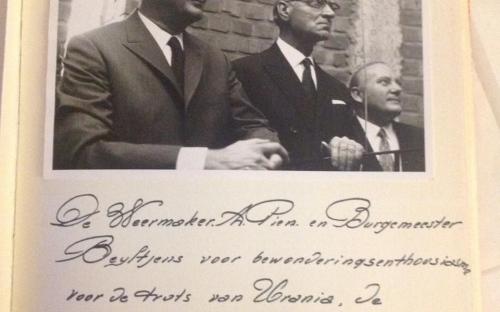 De Weermaker. A. Pien. en Burgemeester
Beyltjens voor bewonderingsenthousiasme
voor de trots van Urania, de